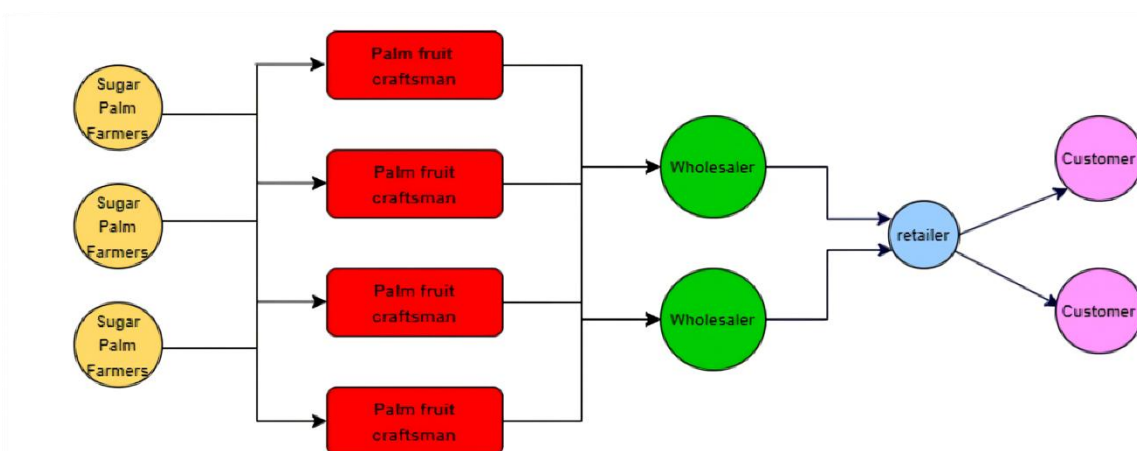 Sugar
Palm
Farmers
Sugar
Palm
Farmers
Sugar
Palm
Farmers
Palm fruit
craftsman
Palm fruit
craftsman
Palm fruit
craftsman
Palm fruit
craftsman
Wholesaler
Wholesaler
retailer
Customer
Customer